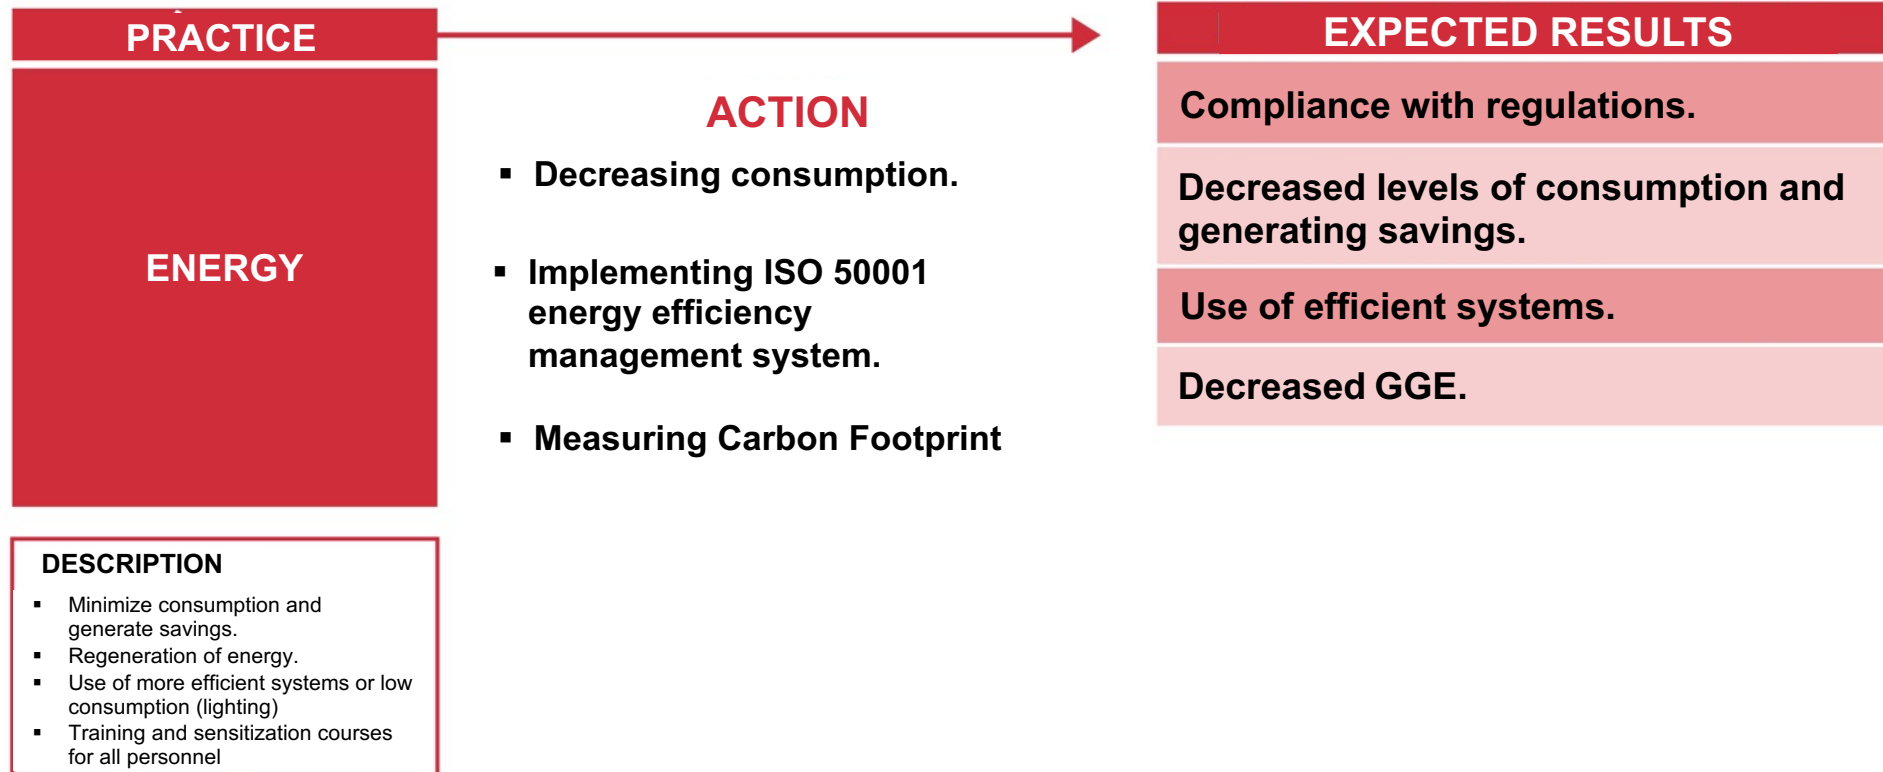 PRACTICE
ENERGY
DESCRIPTION
▪ Minimize consumption and
generate savings.
▪ Regeneration of energy.
▪ Use of more efficient systems or low
consumption (lighting)
▪ Training and sensitization courses
for all personnel
ACTION
▪ Decreasing consumption.
▪ Implementing ISO 50001
energy efficiency
management system.
▪ Measuring Carbon Footprint
EXPECTED RESULTS
Compliance with regulations.
Decreased levels of consumption and
generating savings.
Use of efficient systems.
Decreased GGE.